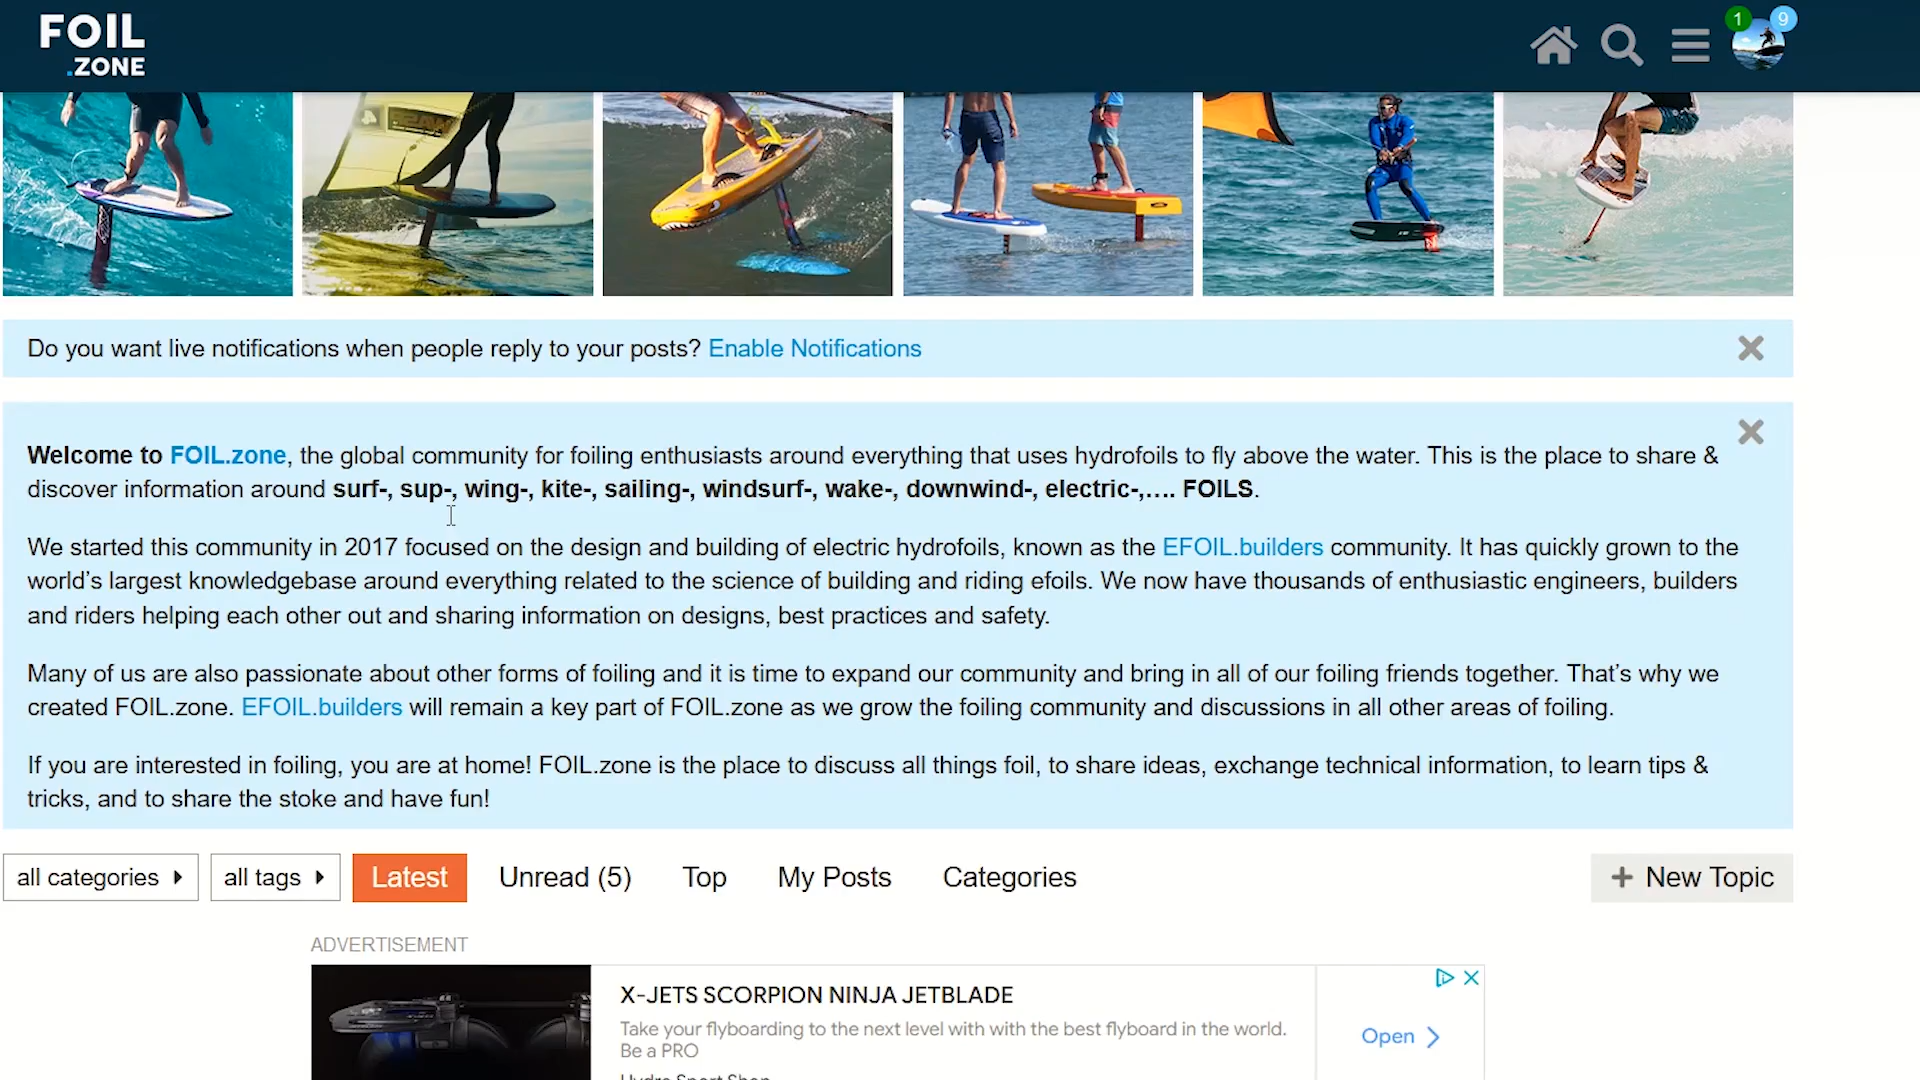 FOIL
.ZONE
1
9
Do you want live notifications when people reply to your posts? Enable Notifications
Welcome to FOIL.zone, the global community for foiling enthusiasts around everything that uses hydrofoils to fly above the water. This is the place to share &
discover information around surf-, sup-, wing-, kite-, sailing-, windsurf-, wake-, downwind-, electric-,…. FOILS.
We started this community in 2017 focused on the design and building of electric hydrofoils, known as the EFOIL.builders community. It has quickly grown to the
world’s largest knowledgebase around everything related to the science of building and riding efoils. We now have thousands of enthusiastic engineers, builders
and riders helping each other out and sharing information on designs, best practices and safety.
Many of us are also passionate about other forms of foiling and it is time to expand our community and bring in all of our foiling friends together. That’s why we
created FOIL.zone. EFOIL.builders will remain a key part of FOIL.zone as we grow the foiling community and discussions in all other areas of foiling.
If you are interested in foiling, you are at home! FOIL.zone is the place to discuss all things foil, to share ideas, exchange technical information, to learn tips &
tricks, and to share the stoke and have fun!
all categories
all tags
Latest
Unread (5)
Top
My Posts
Categories
+ New Topic
ADVERTISEMENT
X-JETS SCORPION NINJA JETBLADE
Take your flyboarding to the next level with with the best flyboard in the world.
Be a PRO
Open
Hydro Sport Shop